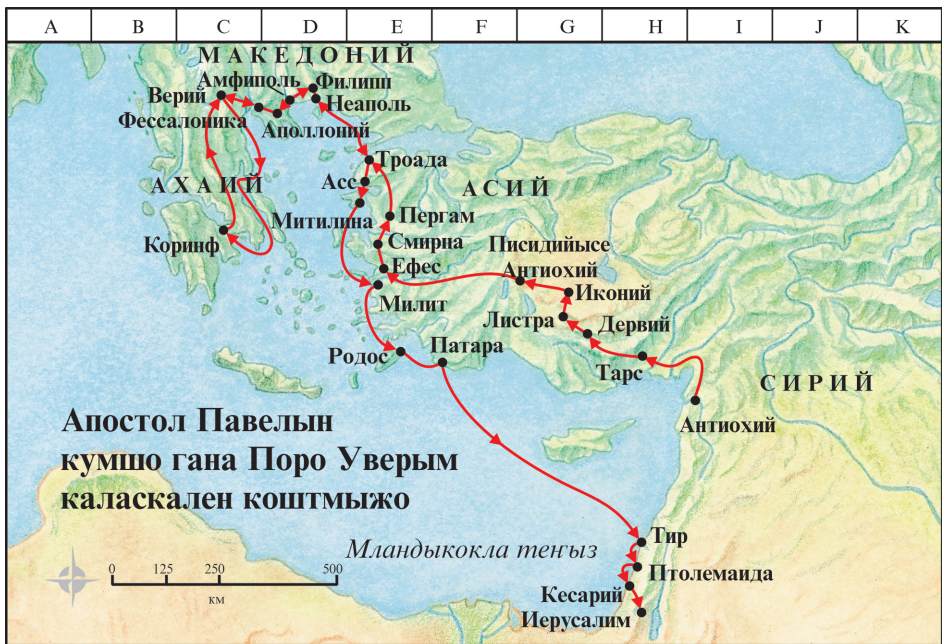 A B C D E F G H I J K
МАКЕДОНИЙ
Амфиполь
Филипп
Верий
Неаполь
Фессалоника
Аполлоний
Троада
Асс
АХАИЙ
АСИЙ
Митилина
Пергам
Коринф
Смирна
Писидийысе
Антиохий
Ефес
Иконий
Милит
Листра
Дервий
Родос
Патара
Тарс
СИРИЙ
Антиохий
Апостол Павелын
кумшо гана Поро Уверым
каласкален коштмыжо
Мландыкокла теҥыз
Тир
Птолемаида
Кесарий
Иерусалим
0 125 250 500
км